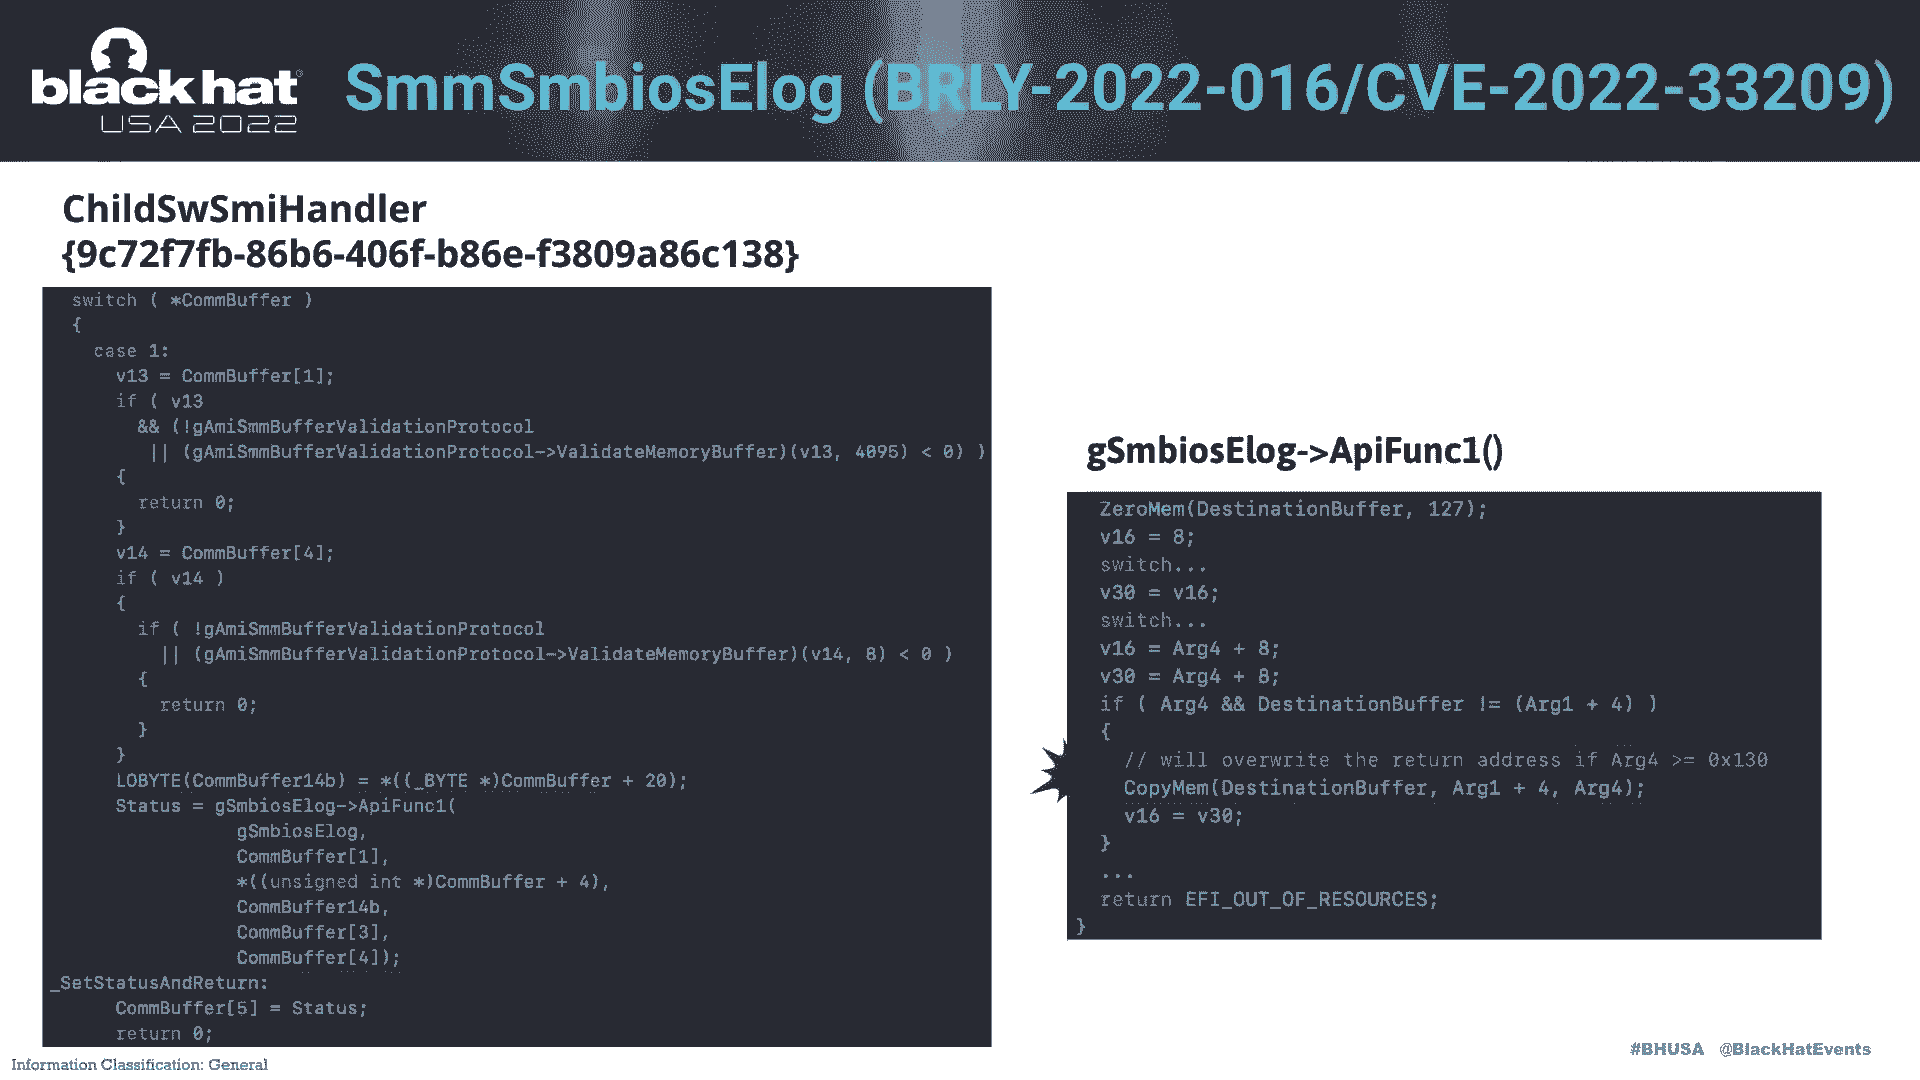 black hat®
USA 2022
SmmSmbiosElog (BRLY-2022-016/CVE-2022-33209)
ChildSwSmiHandler
{9c72f7fb-86b6-406f-b86e-f3809a86c138}
switch ( *CommBuffer )
{
case 1:
v13 = CommBuffer[1];
if ( v13
&& (!gAmiSmmBufferValidationProtocol
|| (gAmiSmmBufferValidationProtocol->ValidateMemoryBuffer)(v13, 4095) < 0) )
{
return 0;
}
v14 = CommBuffer[4];
if ( v14 )
{
if ( !gAmiSmmBufferValidationProtocol
|| (gAmiSmmBufferValidationProtocol->ValidateMemoryBuffer)(v14, 8) < 0 )
{
return 0;
}
}
LOBYTE(CommBuffer14b) = *((_BYTE *)CommBuffer + 20);
Status = gSmbiosElog->ApiFunc1(
gSmbiosElog,
CommBuffer[1],
*((unsigned int *)CommBuffer + 4),
CommBuffer14b,
CommBuffer[3],
CommBuffer[4]);
_SetStatusAndReturn:
CommBuffer[5] = Status;
return 0;
gSmbiosElog->ApiFunc1()
ZeroMem(DestinationBuffer, 127);
v16 = 8;
switch...
v30 = v16;
switch...
v16 = Arg4 + 8;
v30 = Arg4 + 8;
if ( Arg4 && DestinationBuffer != (Arg1 + 4) )
{
// will overwrite the return address if Arg4 >= 0x130
CopyMem(DestinationBuffer, Arg1 + 4, Arg4);
v16 = v30;
}
...
return EFI_OUT_OF_RESOURCES;
}
Information Classification: General
#BHUSA @BlackHatEvents